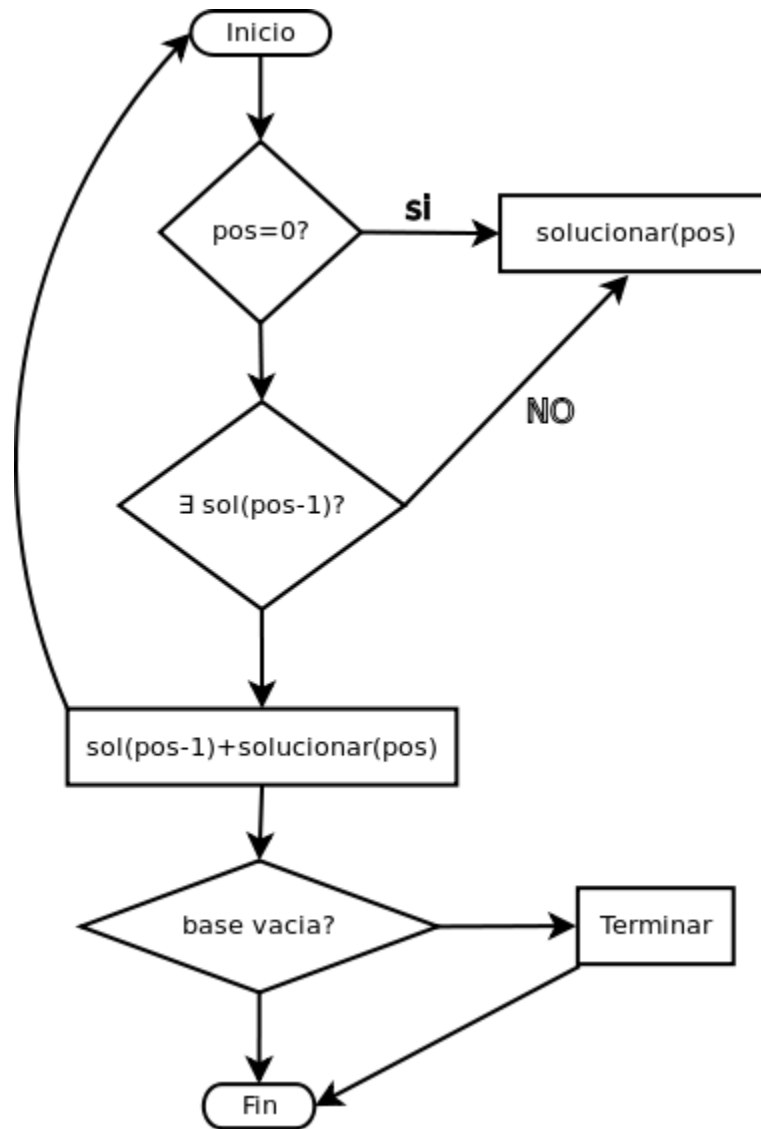 Inicio
pos=0?
si
solucionar(pos)
NO
∃ sol(pos-1)?
sol(pos-1)+solucionar(pos)
base vacia?
Terminar
Fin